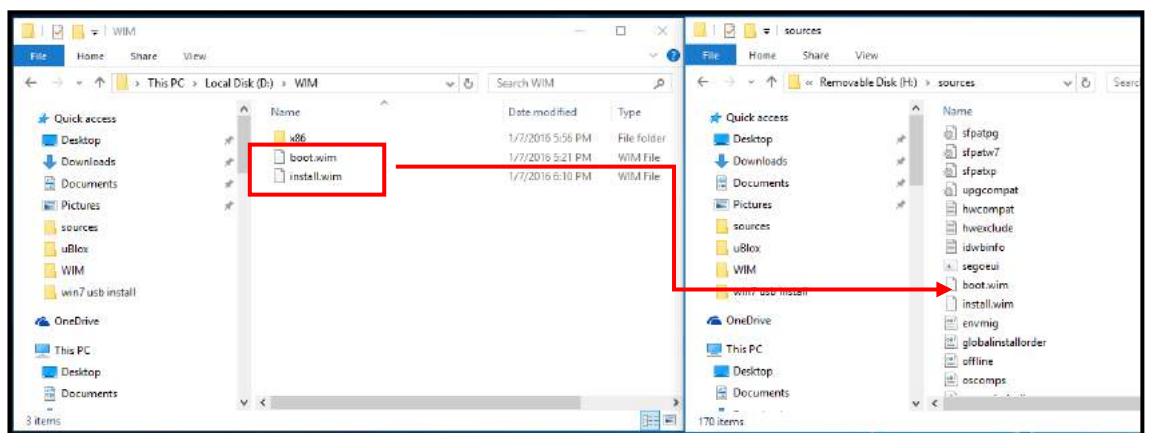 WIM
File Home Share View
This PC > Local Disk (D:) > WIM
Search WIM
Quick access
Desktop
Downloads
Documents
Pictures
sources
uBlox
WIM
win7 usb install
OneDrive
This PC
Desktop
Documents
Name Date modified Type
x86 1/7/2016 5:56 PM File folder
boot.wim 1/7/2016 5:21 PM WIM File
install.wim 1/7/2016 6:10 PM WIM File
3 items
sources
File Home Share View
« Removable Disk (H:) > sources
Searc
Quick access
Desktop
Downloads
Documents
Pictures
sources
uBlox
WIM
win7 usb install
OneDrive
This PC
Desktop
Documents
Name
sfpatpg
sfpatw7
sfpatxp
upgcompat
hwcompat
hwexclude
idwbinfo
segoeui
boot.wim
install.wim
envmig
globalinstallorder
offline
oscomps
170 items